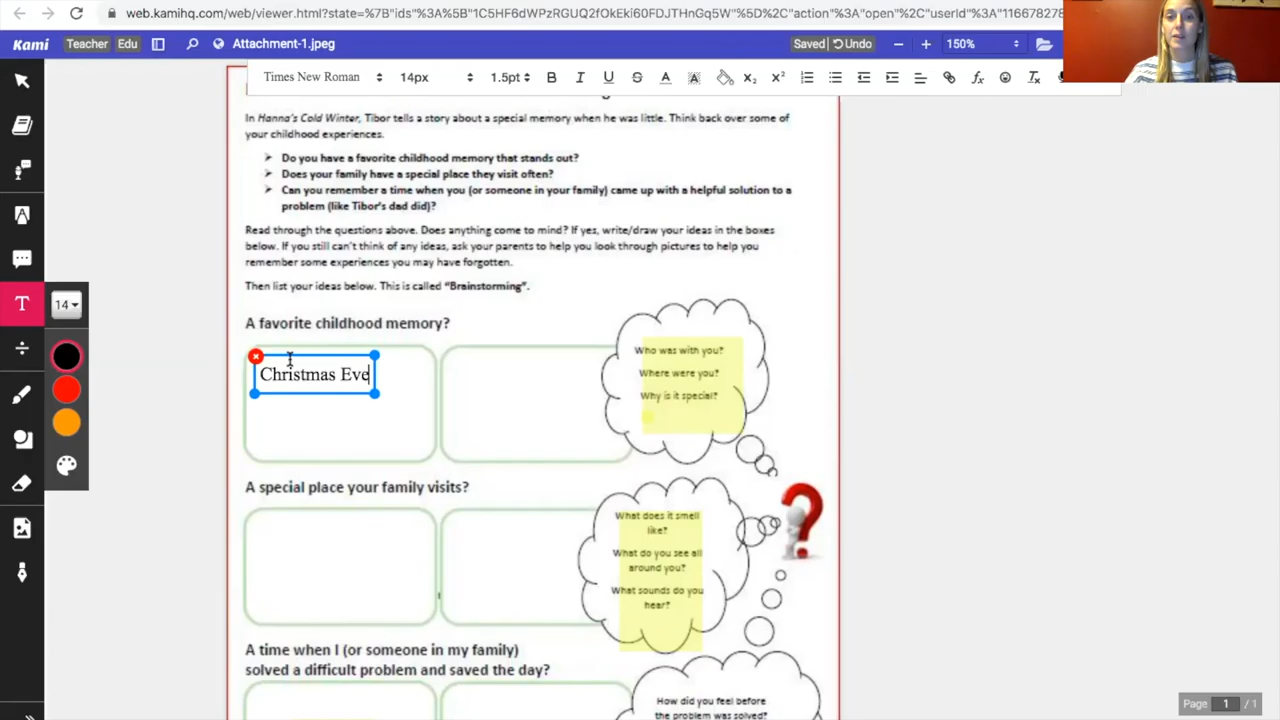 web.kamihq.com/web/viewer.html?state=%7B"ids"%3A%5B"1C5HF6dWPzRGUQ2fOkEki60FDJTHnGq5W"%5D%2C"action"%3A"open"%2C"userId"%3A"116678278
Kami Teacher Edu Attachment-1.jpeg Saved Undo 150%
Times New Roman 14px 1.5pt B I U S A A x₂ x² fx
In Hanna's Cold Winter, Tibor tells a story about a special memory when he was little. Think back over some of
your childhood experiences.
Do you have a favorite childhood memory that stands out?
Does your family have a special place they visit often?
Can you remember a time when you (or someone in your family) came up with a helpful solution to a
problem (like Tibor's dad did)?
Read through the questions above. Does anything come to mind? If yes, write/draw your ideas in the boxes
below. If you still can't think of any ideas, ask your parents to help you look through pictures to help you
remember some experiences you may have forgotten.
Then list your ideas below. This is called "Brainstorming".
T 14
A favorite childhood memory?
Christmas Eve
Who was with you?
Where were you?
Why is it special?
A special place your family visits?
What does it smell
like?
What do you see all
around you?
What sounds do you
hear?
A time when I (or someone in my family)
solved a difficult problem and saved the day?
How did you feel before
the problem was solved?
Page 1 / 1